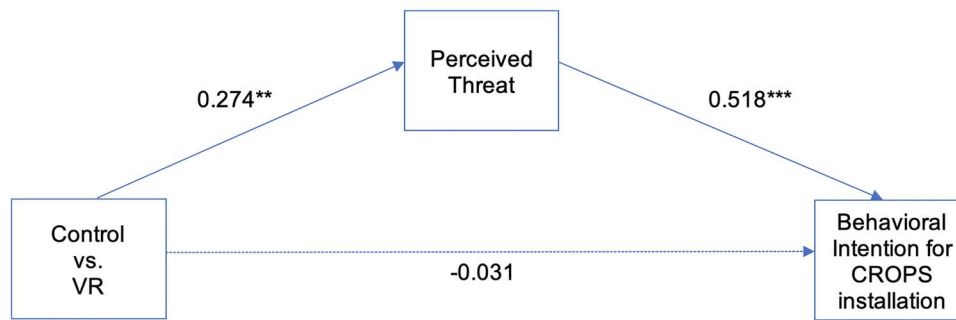 Perceived
Threat
0.274**
0.518***
Control
vs.
VR
-0.031
Behavioral
Intention for
CROPS
installation